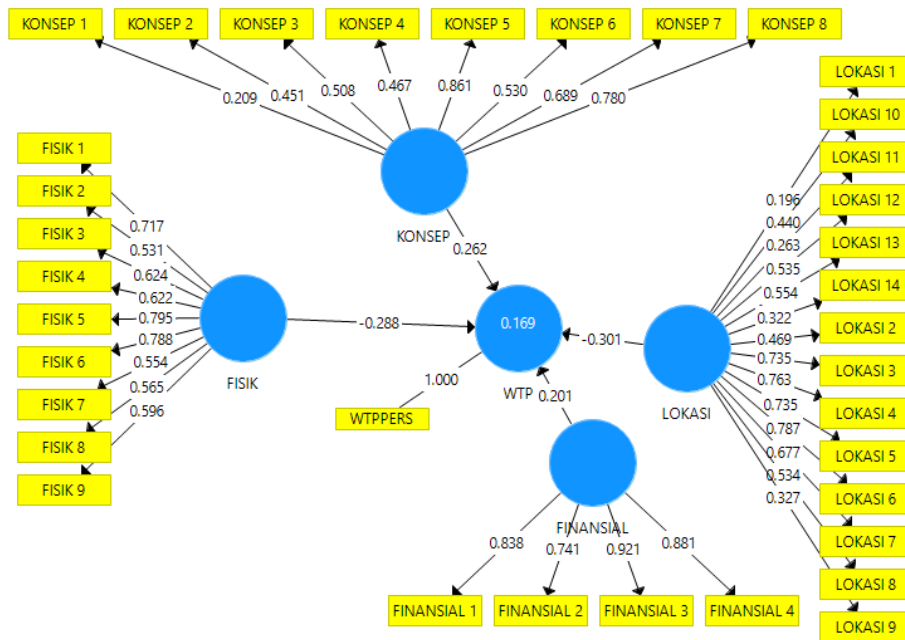 KONSEP 1
KONSEP 2
KONSEP 3
KONSEP 4
KONSEP 5
KONSEP 6
KONSEP 7
KONSEP 8
0.209
0.451
0.508
0.467
0.861
0.530
0.689
0.780
KONSEP
0.262
FISIK 1
FISIK 2
FISIK 3
FISIK 4
FISIK 5
FISIK 6
FISIK 7
FISIK 8
FISIK 9
0.717
0.531
0.624
0.622
0.795
0.788
0.554
0.565
0.596
FISIK
-0.288
0.169
WTP
1.000
WTPPERS
-0.301
0.201
LOKASI
LOKASI 1
LOKASI 10
LOKASI 11
LOKASI 12
LOKASI 13
LOKASI 14
LOKASI 2
LOKASI 3
LOKASI 4
LOKASI 5
LOKASI 6
LOKASI 7
LOKASI 8
LOKASI 9
0.196
0.440
0.263
0.535
0.554
0.322
0.469
0.735
0.763
0.735
0.787
0.677
0.534
0.327
FINANSIAL
0.838
0.741
0.921
0.881
FINANSIAL 1
FINANSIAL 2
FINANSIAL 3
FINANSIAL 4